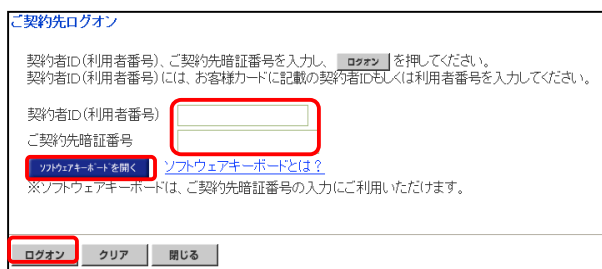 ご契約先ログオン
契約者ID(利用者番号)、ご契約先暗証番号を入力し、 ログオン を押してください。
契約者ID(利用者番号)には、お客様カードに記載の契約者IDもしくは利用者番号を入力してください。
契約者ID(利用者番号)
ご契約先暗証番号
ソフトウェアキーボードを開く ソフトウェアキーボードとは?
※ソフトウェアキーボードは、ご契約先暗証番号の入力にご利用いただけます。
ログオン クリア 閉じる